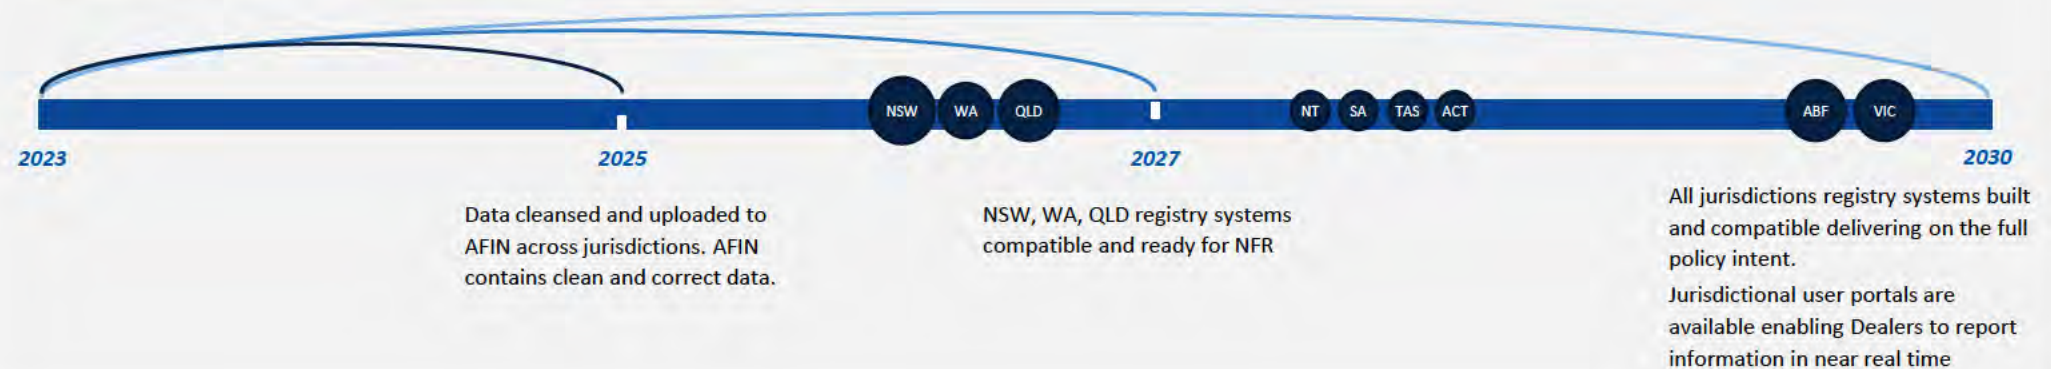 NSW WA QLD NT SA TAS ACT ABF VIC
2023 2025 2027 2030
Data cleansed and uploaded to
AFIN across jurisdictions. AFIN
contains clean and correct data.
NSW, WA, QLD registry systems
compatible and ready for NFR
All jurisdictions registry systems built
and compatible delivering on the full
policy intent.
Jurisdictional user portals are
available enabling Dealers to report
information in near real time